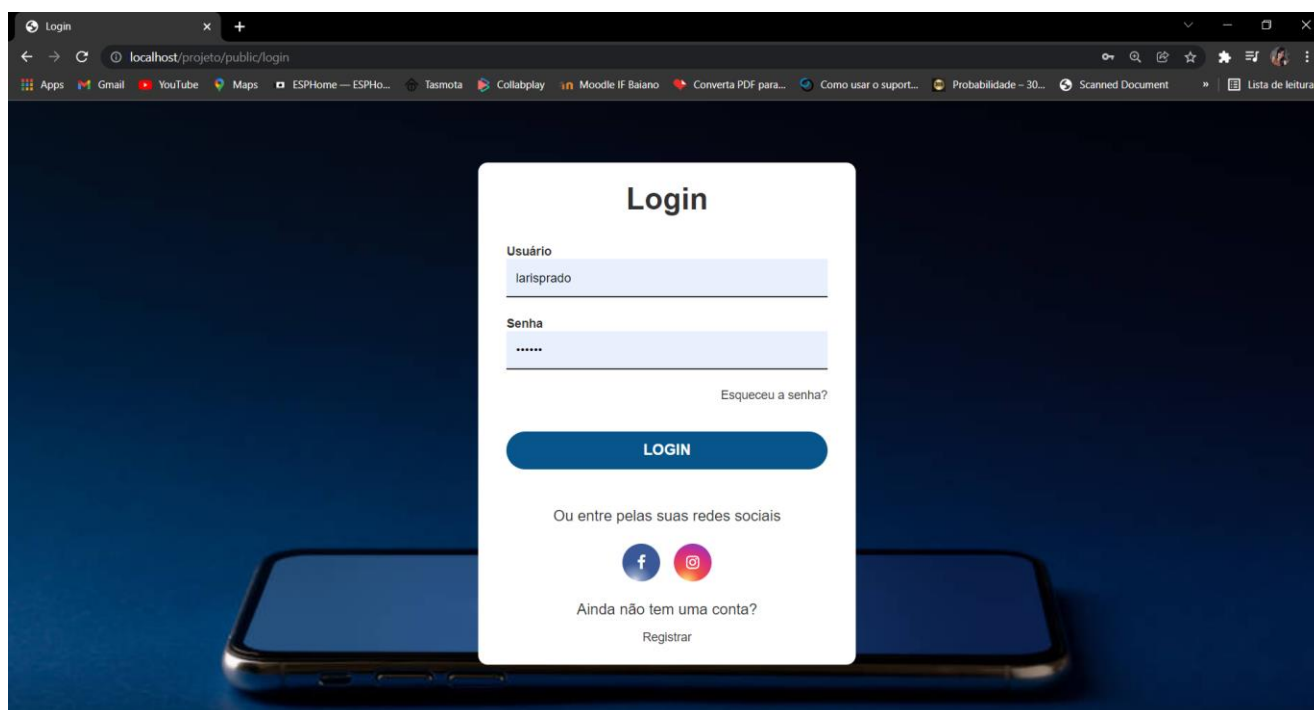 Login
localhost/projeto/public/login
Apps Gmail YouTube Maps ESPHome — ESPHo... Tasmota Collabplay Moodle IF Baiano Converta PDF para... Como usar o suport... Probabilidade – 30... Scanned Document » Lista de leitura
Login
Usuário
larisprado
Senha
••••••
Esqueceu a senha?
LOGIN
Ou entre pelas suas redes sociais
Ainda não tem uma conta?
Registrar